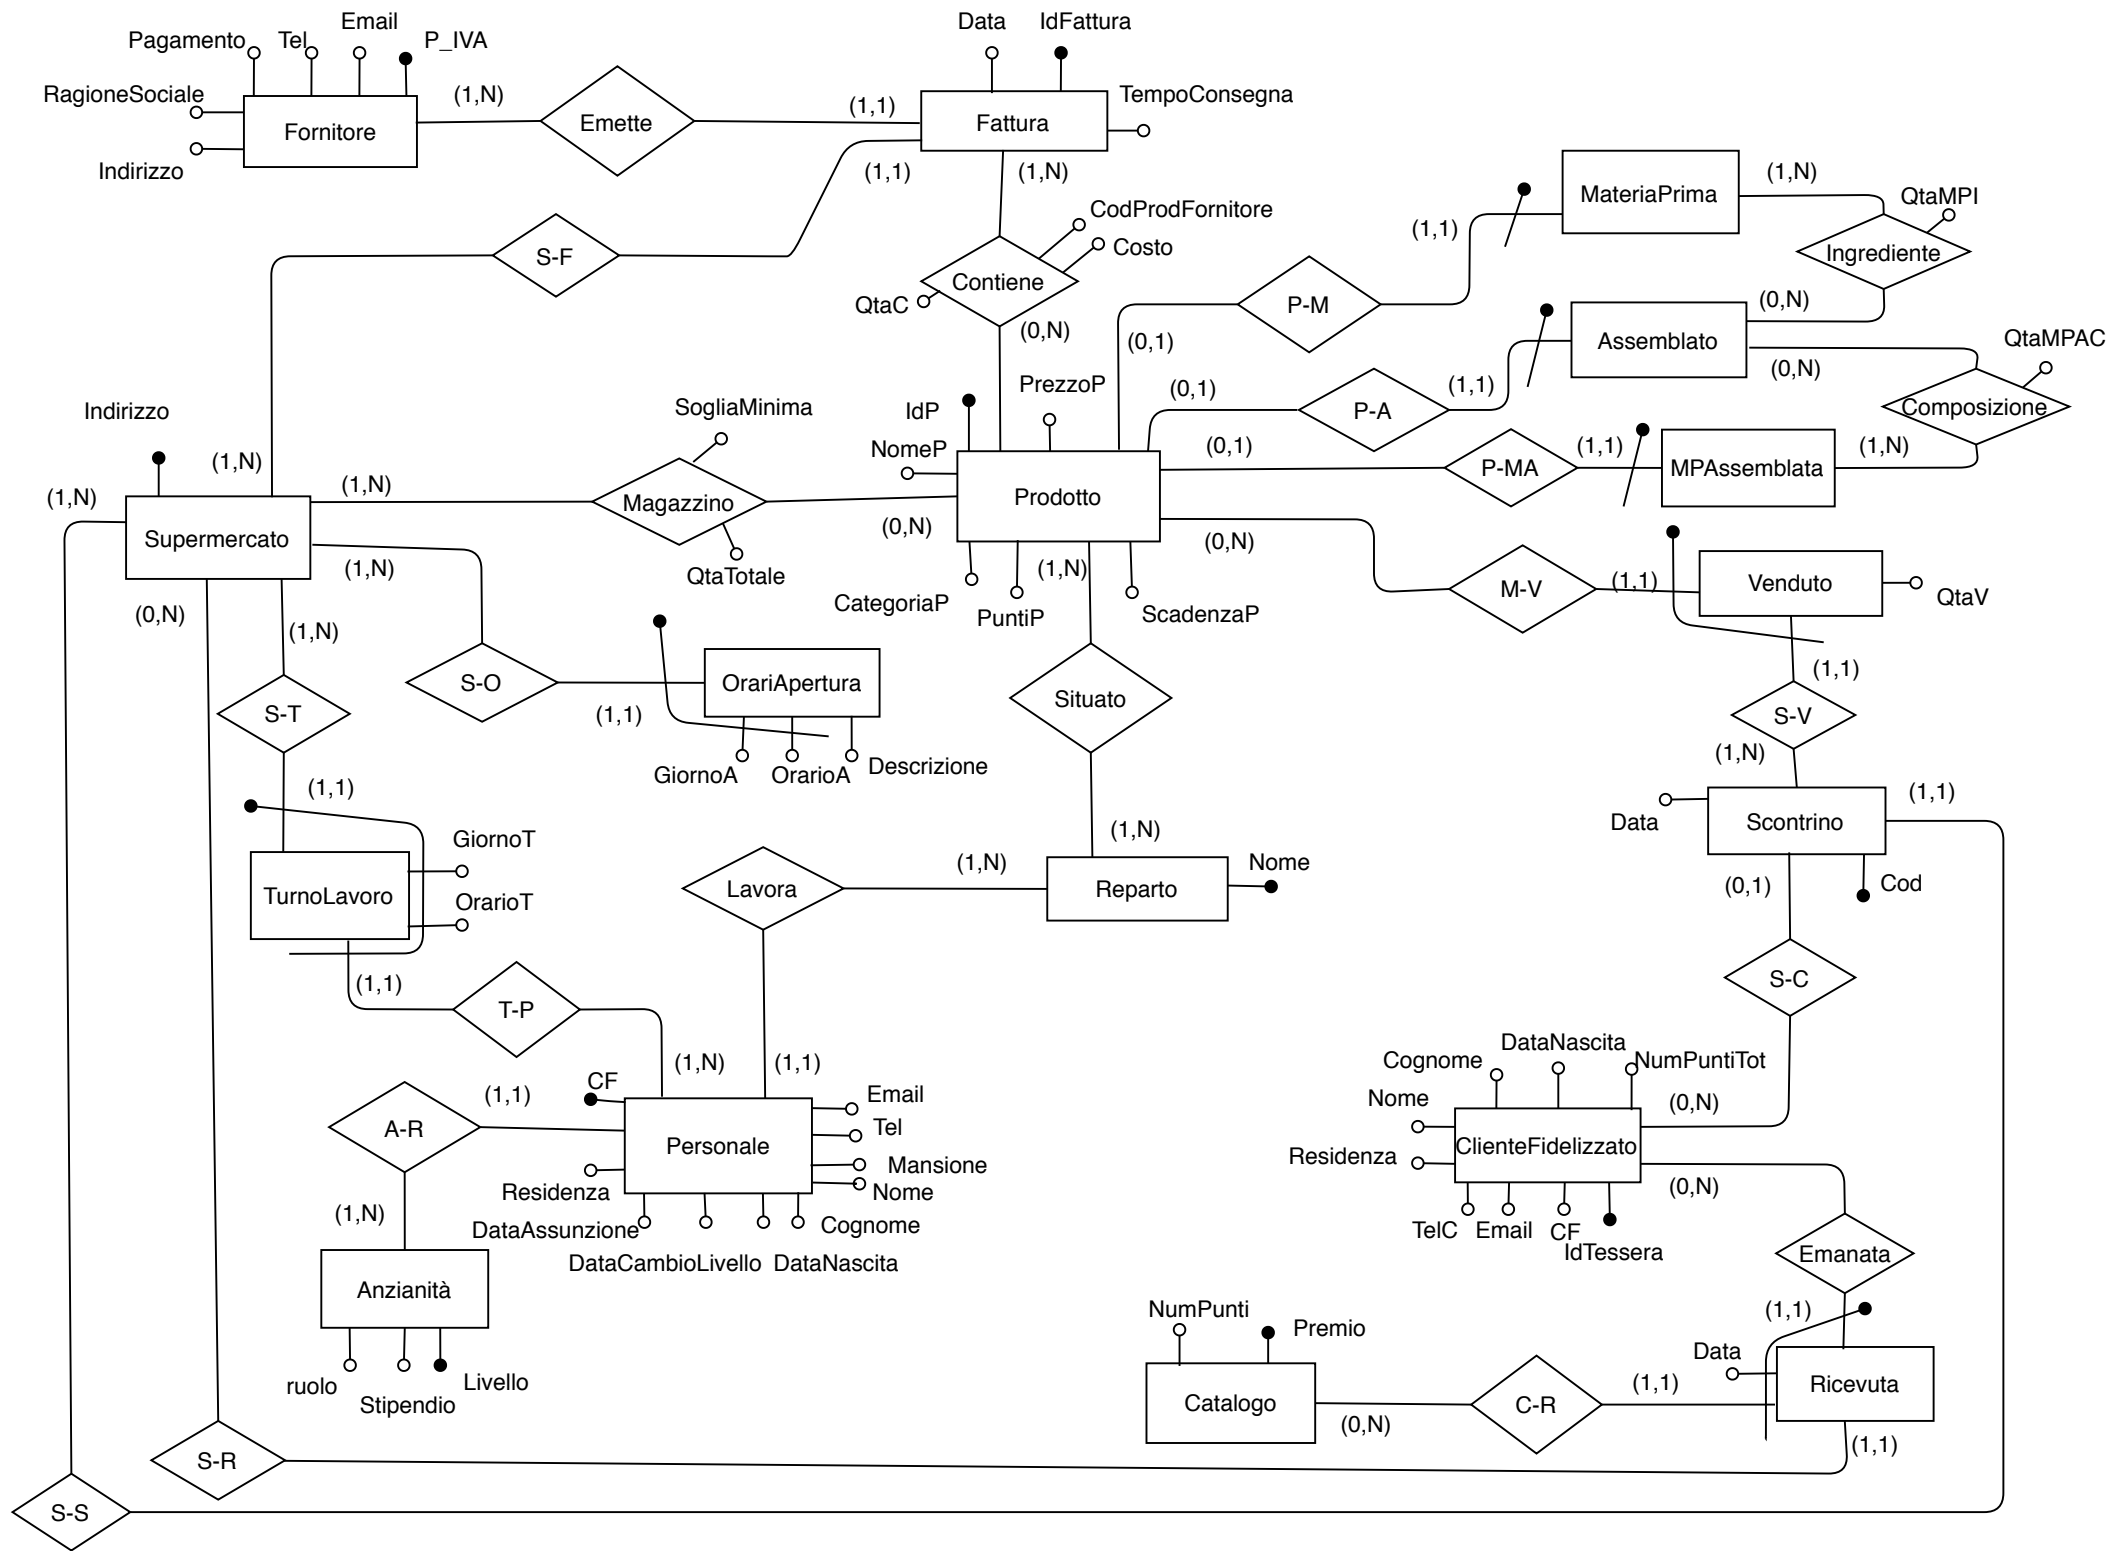 Data
IdFattura
Email
Pagamento
Tel
P_IVA
RagioneSociale
(1,N)
(1,1)
TempoConsegna
Fornitore
Emette
Fattura
Indirizzo
(1,1)
(1,N)
(1,N)
MateriaPrima
QtaMPI
CodProdFornitore
(1,1)
Costo
S-F
Contiene
Ingrediente
QtaC
P-M
(0,N)
(0,N)
(0,1)
Assemblato
QtaMPAC
(0,N)
PrezzoP
(0,1)
(1,1)
Indirizzo
SogliaMinima
IdP
P-A
Composizione
NomeP
(0,1)
(1,1)
(1,N)
(1,N)
(1,N)
(1,N)
Magazzino
Prodotto
P-MA
MPAssemblata
Supermercato
(0,N)
(0,N)
(1,N)
QtaTotale
(1,N)
(0,N)
CategoriaP
PuntiP
ScadenzaP
M-V
(1,1)
Venduto
QtaV
(1,N)
S-O
OrariApertura
(1,1)
Situato
(1,1)
S-T
S-V
GiornoA
OrarioA
Descrizione
(1,N)
(1,1)
Data
Scontrino
(1,1)
GiornoT
(1,N)
TurnoLavoro
OrarioT
Lavora
(1,N)
Reparto
Nome
(0,1)
Cod
(1,1)
T-P
S-C
(1,N)
(1,1)
DataNascita
Cognome
NumPuntiTot
CF
(1,1)
Email
Nome
(0,N)
A-R
Tel
Personale
ClienteFidelizzato
Residenza
Mansione
Residenza
Nome
(0,N)
(1,N)
DataAssunzione
Cognome
TelC
Email
CF
IdTessera
DataCambioLivello
DataNascita
Emanata
Anzianità
NumPunti
Premio
(1,1)
Data
ruolo
Livello
Stipendio
Catalogo
(0,N)
C-R
(1,1)
Ricevuta
(1,1)
S-R
S-S